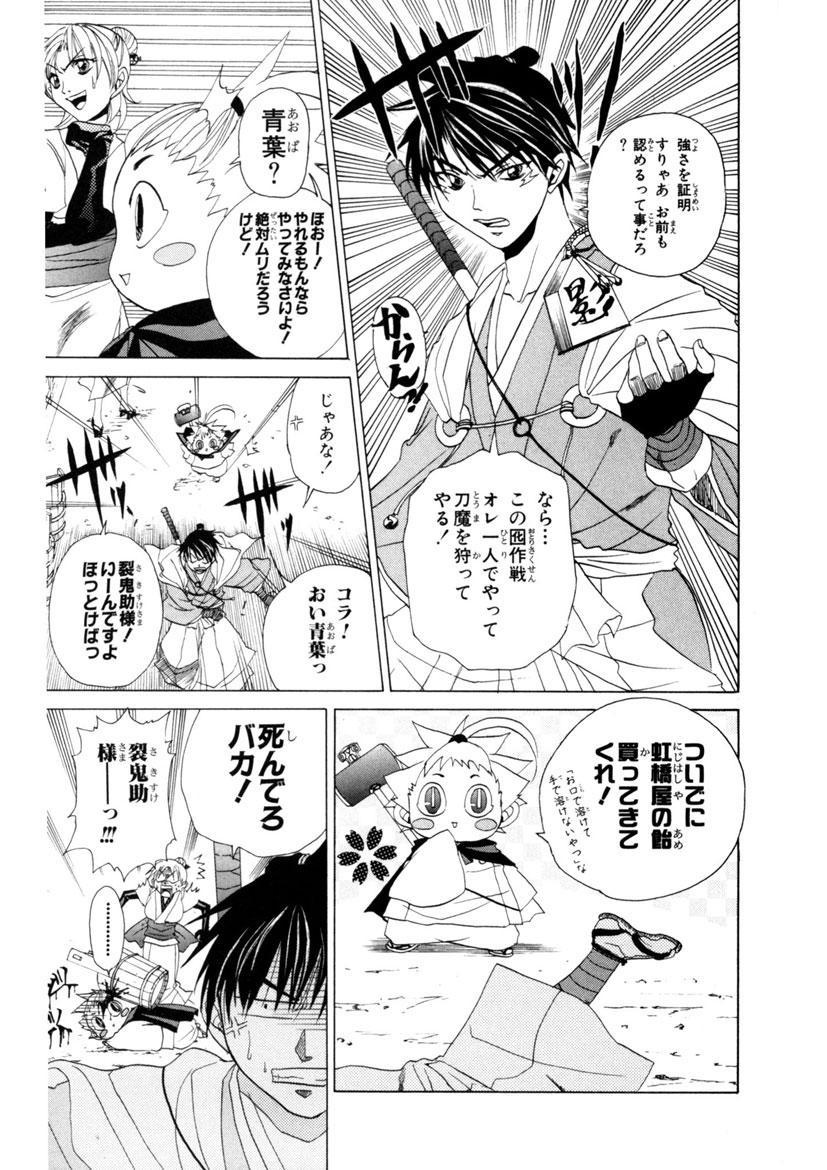 強さを証明
すりゃあ お前も
認めるって事だろ
？
なら…
この囮作戦
オレ一人でやって
刀魔を狩って
やる！
からん!!
青葉？
ほおー！
やれるもんなら
やってみなさいよ！
絶対ムリだろう
けど！
じゃあな！
コラ！
おい青葉っ
裂鬼助様！
いーんですよ
ほっとけばっ
ついでに
虹橋屋の飴
買ってきて
くれ！
「お口で溶けて
手で溶けないやつ」な
死んでろ
バカ！
裂鬼助
様――っ!!!
………